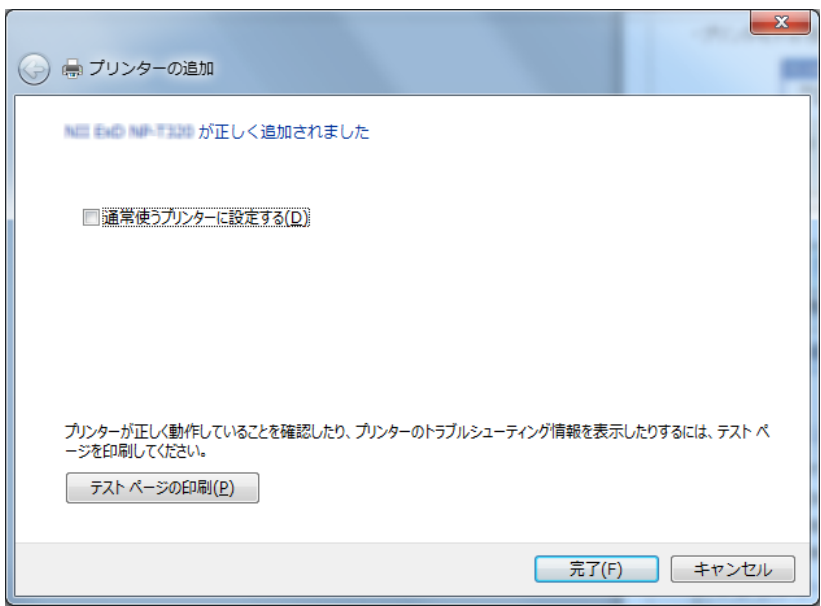 プリンターの追加
が正しく追加されました
通常使うプリンターに設定する(D)
プリンターが正しく動作していることを確認したり、プリンターのトラブルシューティング情報を表示したりするには、テスト ペ
ージを印刷してください。
テスト ページの印刷(P)
完了(F)
キャンセル